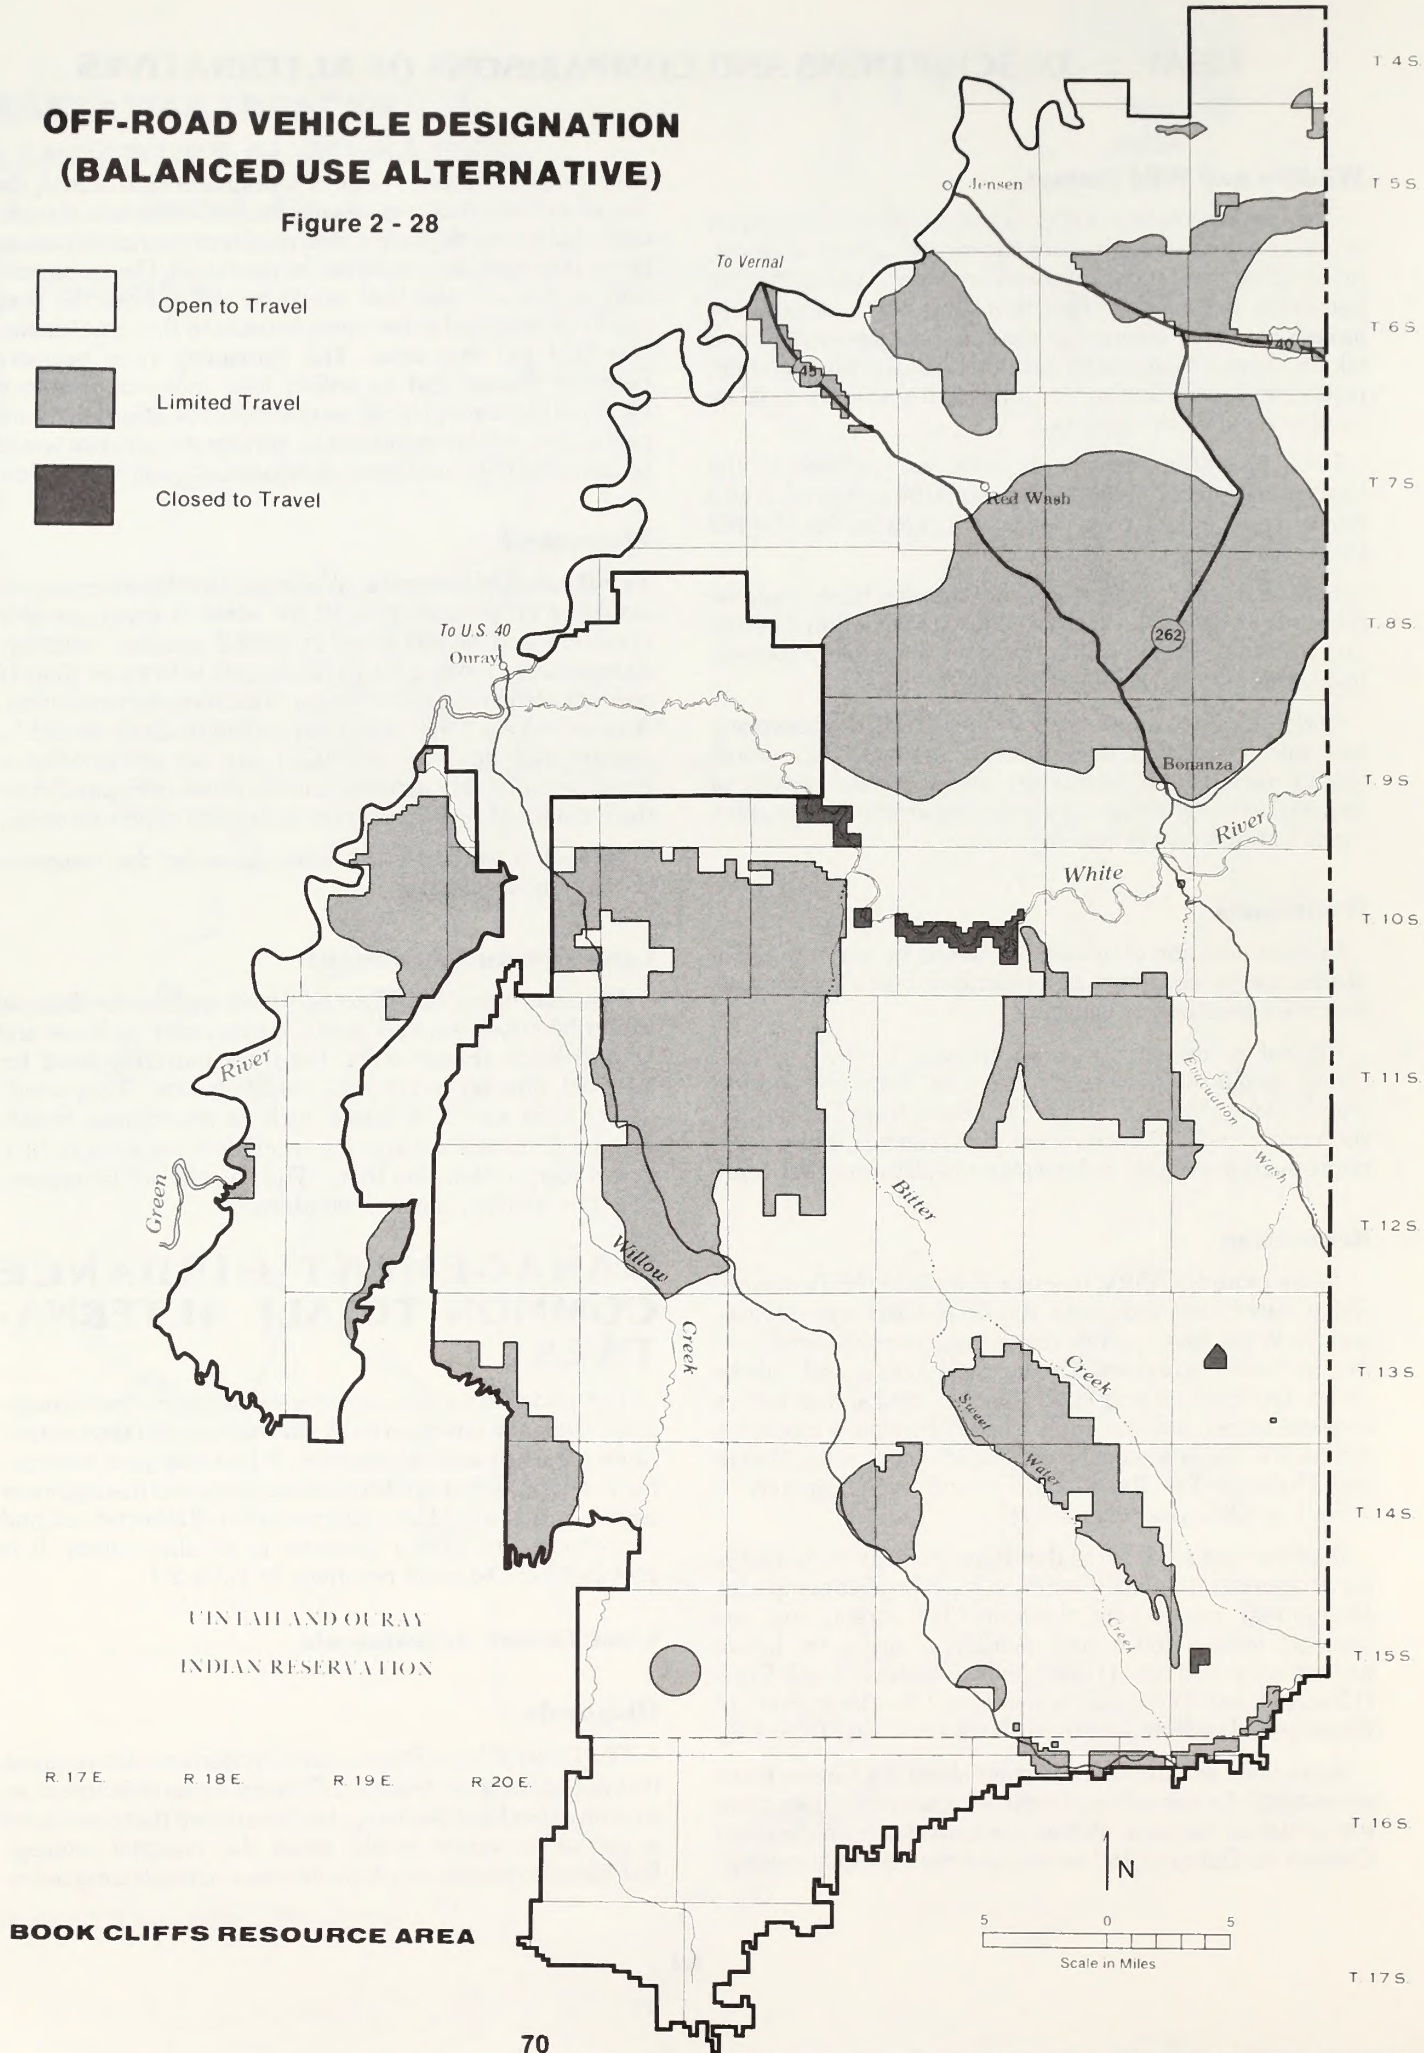 OFF-ROAD VEHICLE DESIGNATION
(BALANCED USE ALTERNATIVE)
Figure 2 - 28
Open to Travel
Limited Travel
Closed to Travel
T. 4 S.
T. 5 S.
T. 6 S.
T. 7 S.
T. 8 S.
T. 9 S.
T. 10 S.
T. 11 S.
T. 12 S.
T. 13 S.
T. 14 S.
T. 15 S.
T. 16 S.
T. 17 S.
Jensen
To Vernal
40
45
Red Wash
262
To U.S. 40
Ouray
Bonanza
White
River
River
Green
Evacuation
Wash
Bitter
Creek
Willow
Creek
Sweet
Water
Creek
UINTAH AND OURAY
INDIAN RESERVATION
R. 17 E.
R. 18 E.
R. 19 E.
R. 20 E.
N
5 0 5
Scale in Miles
BOOK CLIFFS RESOURCE AREA
70